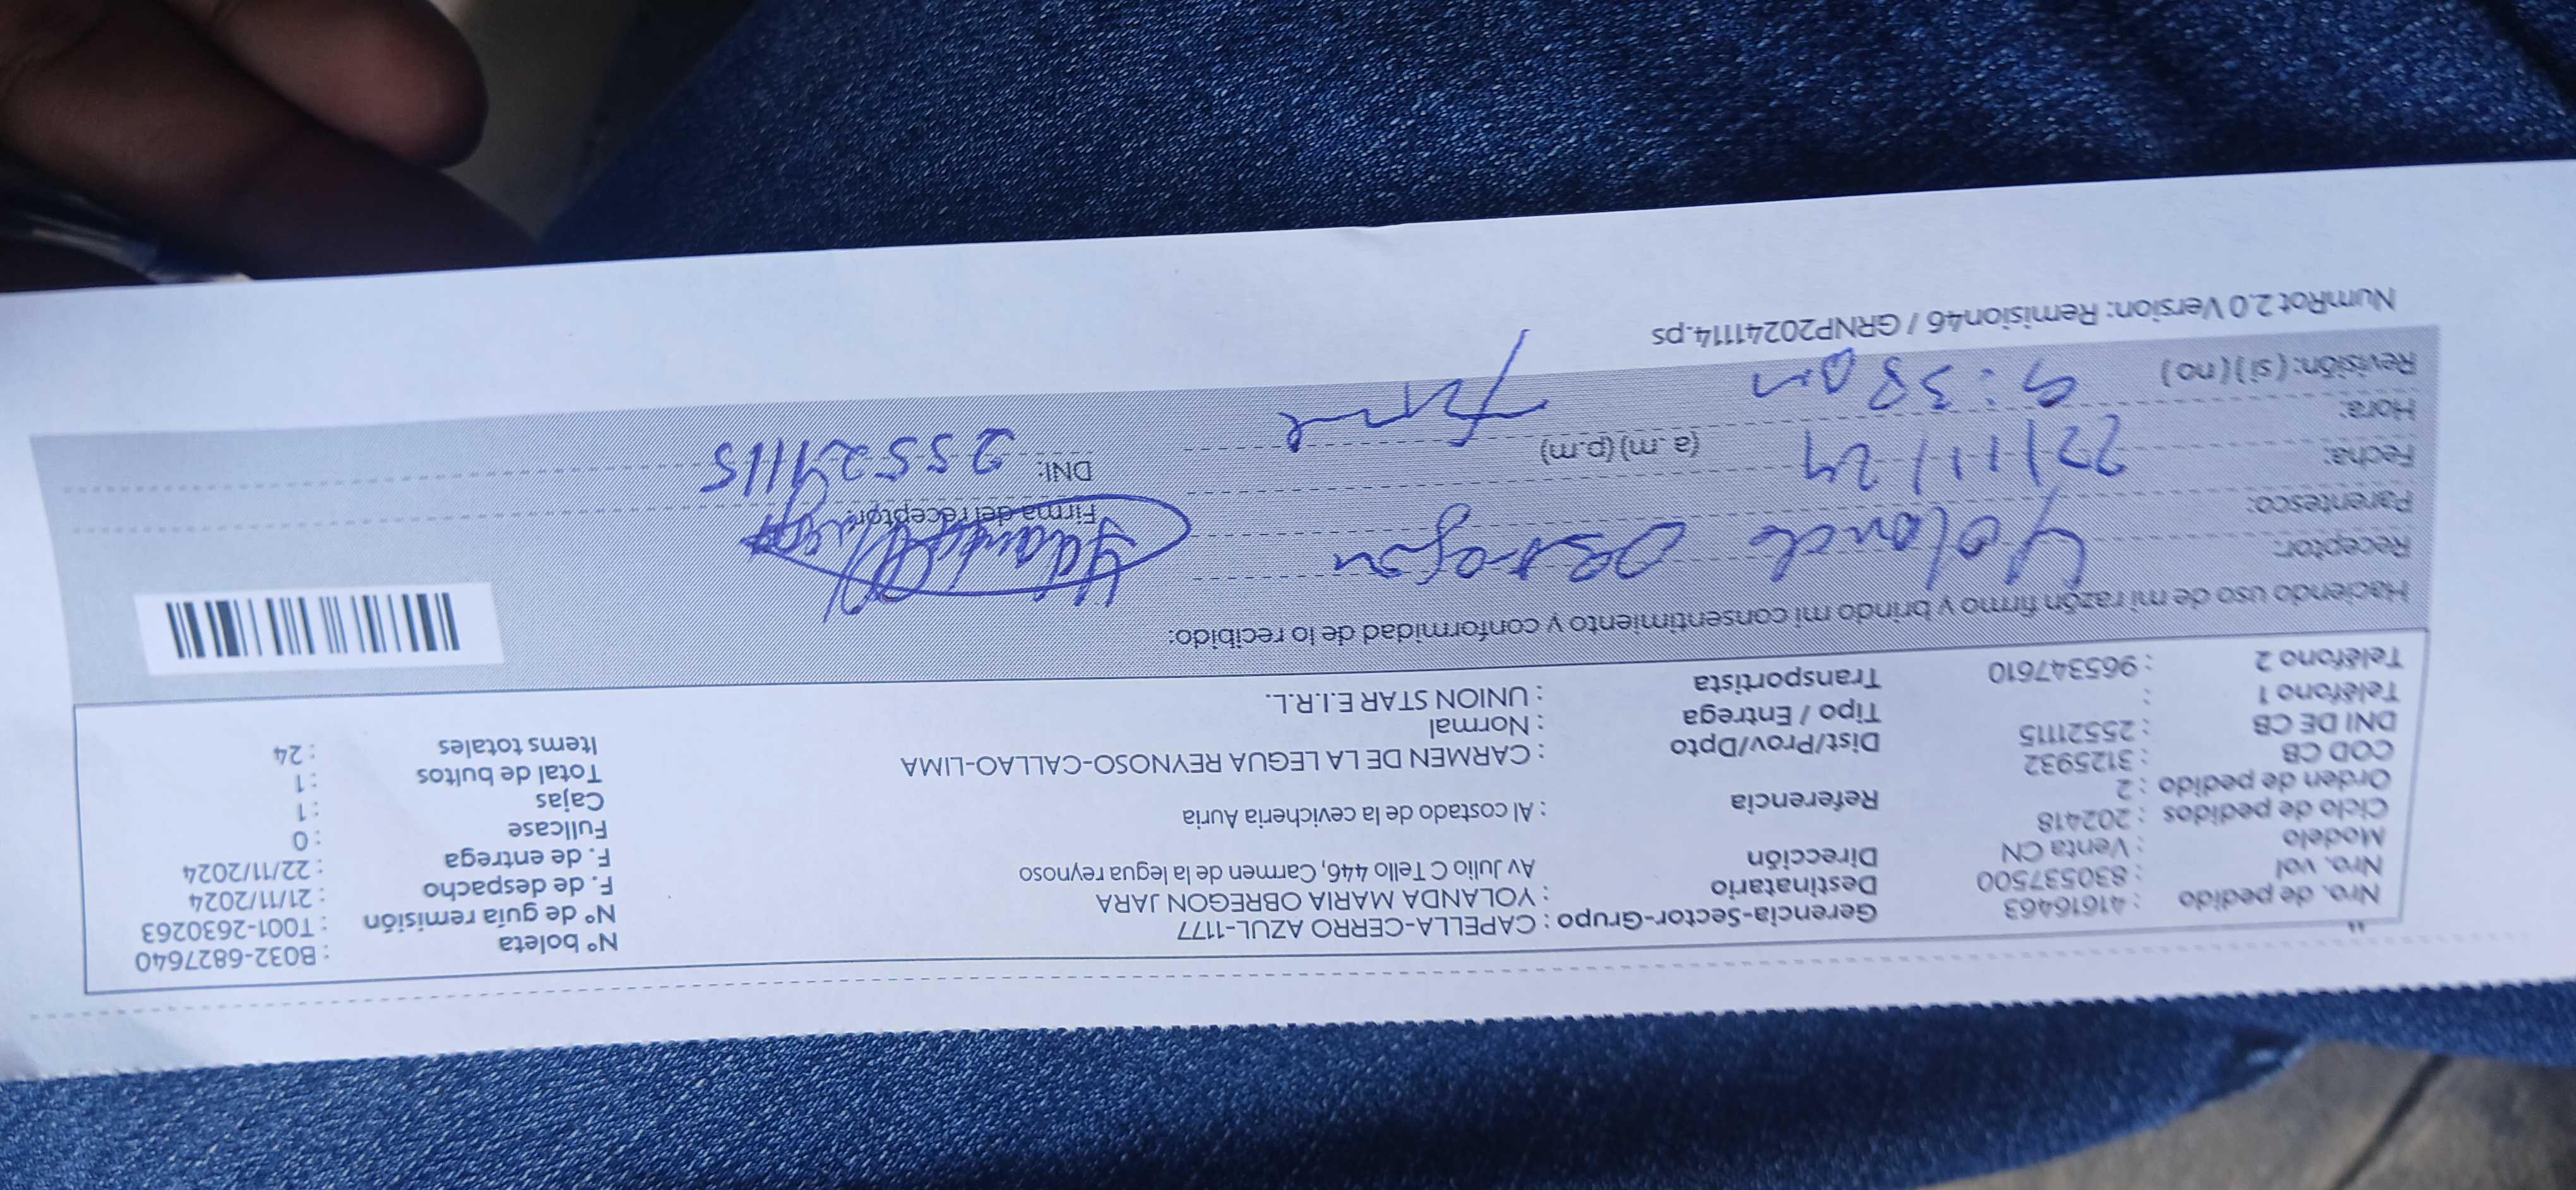 Nro. de pedido : 41616463 Gerencia-Sector-Grupo : CAPELLA-CERRO AZUL-1177 N° boleta : B032-6827640
Nro. vol : 830537500 Destinatario : YOLANDA MARIA OBREGON JARA N° de guía remisión : T001-2630263
Modelo : Venta CN Dirección Av Julio C Tello 446, Carmen de la legua reynoso F. de despacho : 21/11/2024
Ciclo de pedidos : 202418 F. de entrega : 22/11/2024
Orden de pedido : 2 Referencia : Al costado de la cevicheria Auria Fullcase : 0
COD CB : 3125932 Cajas : 1
DNI DE CB : 25521115 Dist/Prov/Dpto : CARMEN DE LA LEGUA REYNOSO-CALLAO-LIMA Total de bultos : 1
Teléfono 1 : Tipo / Entrega : Normal Items totales : 24
Teléfono 2 : 965347610 Transportista : UNION STAR E.I.R.L.
Haciendo uso de mi razón firmo y brindo mi consentimiento y conformidad de lo recibido:
Receptor: Yolanda
Parentesco: Firma del receptor:
Fecha: 22/11/24 DNI: 25521115
Hora: 9:38 am (a.m) (p.m)
Revisión: (si) (no)
NumRot 2.0 Version: Remision46 / GRNP20241114.ps